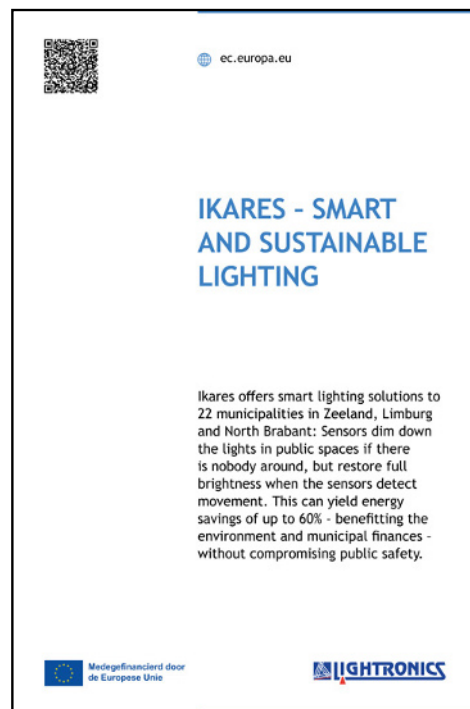 ec.europa.eu
IKARES – SMART
AND SUSTAINABLE
LIGHTING
Ikares offers smart lighting solutions to
22 municipalities in Zeeland, Limburg
and North Brabant: Sensors dim down
the lights in public spaces if there
is nobody around, but restore full
brightness when the sensors detect
movement. This can yield energy
savings of up to 60% - benefitting the
environment and municipal finances –
without compromising public safety.
Medegefinancierd door
de Europese Unie
LIGHTRONICS